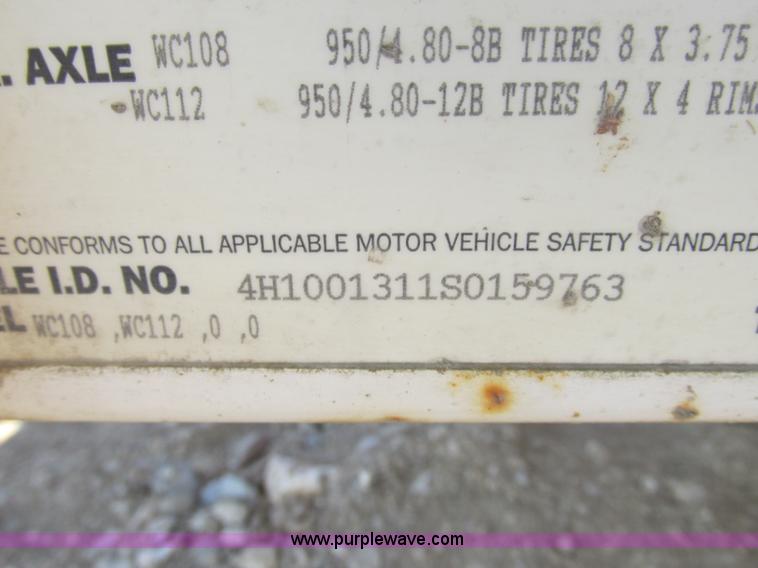 . AXLE WC108 950/4.80-8B TIRES 8 X 3.75
WC112 950/4.80-12B TIRES 12 X 4 RIM
E CONFORMS TO ALL APPLICABLE MOTOR VEHICLE SAFETY STANDARD
LE I.D. NO. 4H1001311S0159763
EL WC108 ,WC112 ,0 ,0
www.purplewave.com